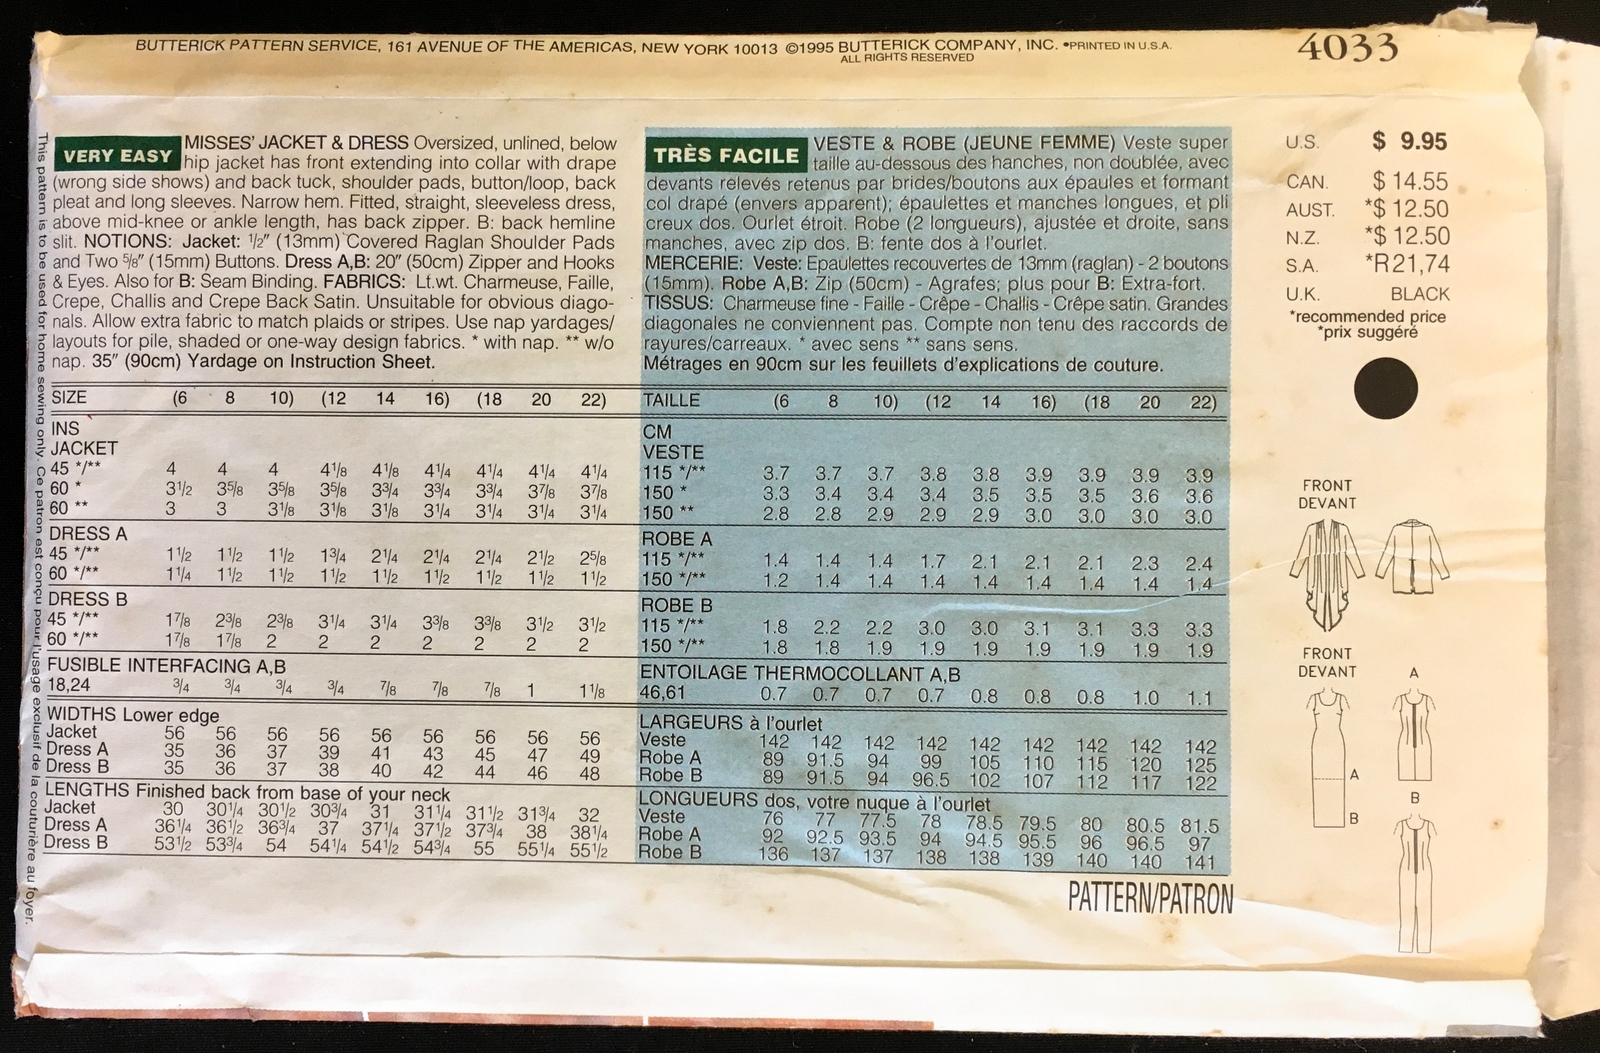 BUTTERICK PATTERN SERVICE, 161 AVENUE OF THE AMERICAS, NEW YORK 10013 ©1995 BUTTERICK COMPANY, INC. •PRINTED IN U.S.A.
ALL RIGHTS RESERVED
4033
This pattern is to be used for home sewing only. Ce patron est conçu pour l'usage exclusif de la couturière au foyer.
VERY EASY
MISSES' JACKET & DRESS Oversized, unlined, below
hip jacket has front extending into collar with drape
(wrong side shows) and back tuck, shoulder pads, button/loop, back
pleat and long sleeves. Narrow hem. Fitted, straight, sleeveless dress,
above mid-knee or ankle length, has back zipper. B: back hemline
slit. NOTIONS: Jacket: 1/2" (13mm) Covered Raglan Shoulder Pads
and Two 5/8" (15mm) Buttons. Dress A,B: 20" (50cm) Zipper and Hooks
& Eyes. Also for B: Seam Binding. FABRICS: Lt.wt. Charmeuse, Faille,
Crepe, Challis and Crepe Back Satin. Unsuitable for obvious diago-
nals. Allow extra fabric to match plaids or stripes. Use nap yardages/
layouts for pile, shaded or one-way design fabrics. * with nap. ** w/o
nap. 35" (90cm) Yardage on Instruction Sheet.
SIZE (6 8 10) (12 14 16) (18 20 22)
INS
JACKET
45 */** 4 4 4 4 1/8 4 1/8 4 1/4 4 1/4 4 1/4 4 1/4
60 * 3 1/2 3 5/8 3 5/8 3 5/8 3 3/4 3 3/4 3 3/4 3 7/8 3 7/8
60 ** 3 3 3 1/8 3 1/8 3 1/8 3 1/4 3 1/4 3 1/4 3 1/4
DRESS A
45 */** 1 1/2 1 1/2 1 1/2 1 3/4 2 1/4 2 1/4 2 1/4 2 1/2 2 5/8
60 */** 1 1/4 1 1/2 1 1/2 1 1/2 1 1/2 1 1/2 1 1/2 1 1/2 1 1/2
DRESS B
45 */** 1 7/8 2 3/8 2 3/8 3 1/4 3 1/4 3 3/8 3 3/8 3 1/2 3 1/2
60 */** 1 7/8 1 7/8 2 2 2 2 2 2 2
FUSIBLE INTERFACING A,B
18,24 3/4 3/4 3/4 3/4 7/8 7/8 7/8 1 1 1/8
WIDTHS Lower edge
Jacket 56 56 56 56 56 56 56 56 56
Dress A 35 36 37 39 41 43 45 47 49
Dress B 35 36 37 38 40 42 44 46 48
LENGTHS Finished back from base of your neck
Jacket 30 30 1/4 30 1/2 30 3/4 31 31 1/4 31 1/2 31 3/4 32
Dress A 36 1/4 36 1/2 36 3/4 37 37 1/4 37 1/2 37 3/4 38 38 1/4
Dress B 53 1/2 53 3/4 54 54 1/4 54 1/2 54 3/4 55 55 1/4 55 1/2
TRÈS FACILE
VESTE & ROBE (JEUNE FEMME) Veste super
taille au-dessous des hanches, non doublée, avec
devants relevés retenus par brides/boutons aux épaules et formant
col drapé (envers apparent); épaulettes et manches longues, et pli
creux dos. Ourlet étroit. Robe (2 longueurs), ajustée et droite, sans
manches, avec zip dos. B: fente dos à l'ourlet.
MERCERIE: Veste: Epaulettes recouvertes de 13mm (raglan) - 2 boutons
(15mm). Robe A,B: Zip (50cm) - Agrafes; plus pour B: Extra-fort.
TISSUS: Charmeuse fine - Faille - Crêpe - Challis - Crêpe satin. Grandes
diagonales ne conviennent pas. Compte non tenu des raccords de
rayures/carreaux. * avec sens ** sans sens.
Métrages en 90cm sur les feuillets d'explications de couture.
TAILLE (6 8 10) (12 14 16) (18 20 22)
CM
VESTE
115 */** 3.7 3.7 3.7 3.8 3.8 3.9 3.9 3.9 3.9
150 * 3.3 3.4 3.4 3.4 3.5 3.5 3.5 3.6 3.6
150 ** 2.8 2.8 2.9 2.9 2.9 3.0 3.0 3.0 3.0
ROBE A
115 */** 1.4 1.4 1.4 1.7 2.1 2.1 2.1 2.3 2.4
150 */** 1.2 1.4 1.4 1.4 1.4 1.4 1.4 1.4 1.4
ROBE B
115 */** 1.8 2.2 2.2 3.0 3.0 3.1 3.1 3.3 3.3
150 */** 1.8 1.8 1.9 1.9 1.9 1.9 1.9 1.9 1.9
ENTOILAGE THERMOCOLLANT A,B
46,61 0.7 0.7 0.7 0.7 0.8 0.8 0.8 1.0 1.1
LARGEURS à l'ourlet
Veste 142 142 142 142 142 142 142 142 142
Robe A 89 91.5 94 99 105 110 115 120 125
Robe B 89 91.5 94 96.5 102 107 112 117 122
LONGUEURS dos, votre nuque à l'ourlet
Veste 76 77 77.5 78 78.5 79.5 80 80.5 81.5
Robe A 92 92.5 93.5 94 94.5 95.5 96 96.5 97
Robe B 136 137 137 138 138 139 140 140 141
PATTERN/PATRON
U.S. $ 9.95
CAN. $ 14.55
AUST. *$ 12.50
N.Z. *$ 12.50
S.A. *R21,74
U.K. BLACK
*recommended price
*prix suggéré
FRONT
DEVANT
FRONT
DEVANT
A
A
B
B